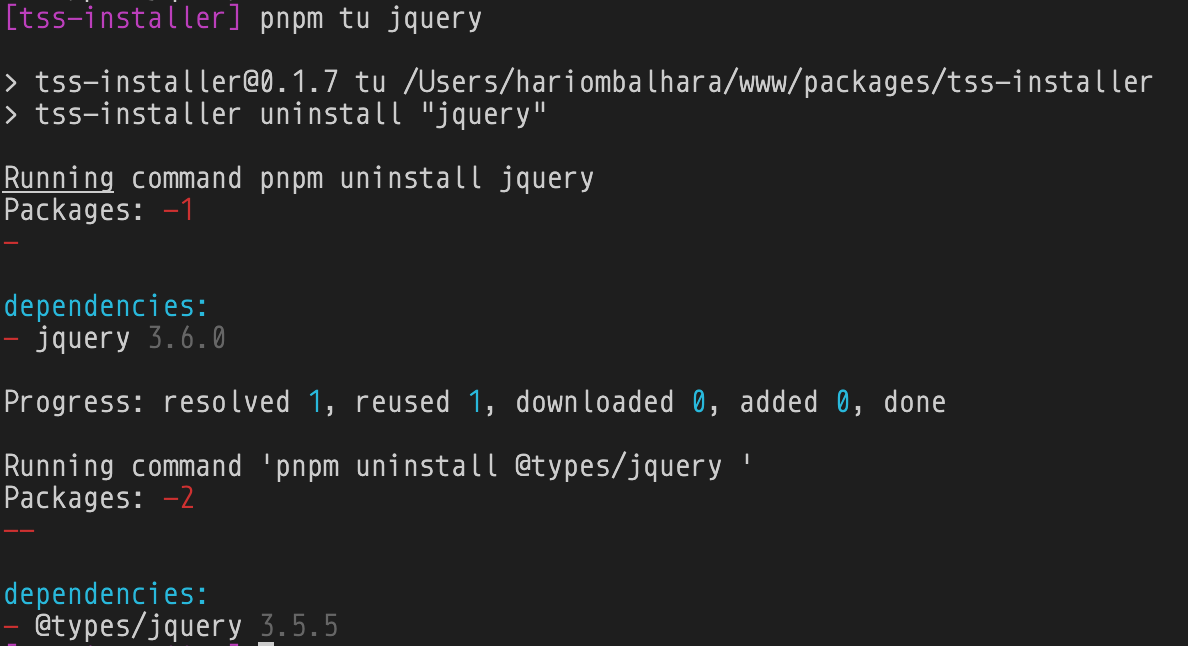 [tss-installer] pnpm tu jquery
> tss-installer@0.1.7 tu /Users/hariombalhara/www/packages/tss-installer
> tss-installer uninstall "jquery"
Running command pnpm uninstall jquery
Packages: -1
-
dependencies:
- jquery 3.6.0
Progress: resolved 1, reused 1, downloaded 0, added 0, done
Running command 'pnpm uninstall @types/jquery '
Packages: -2
--
dependencies:
- @types/jquery 3.5.5